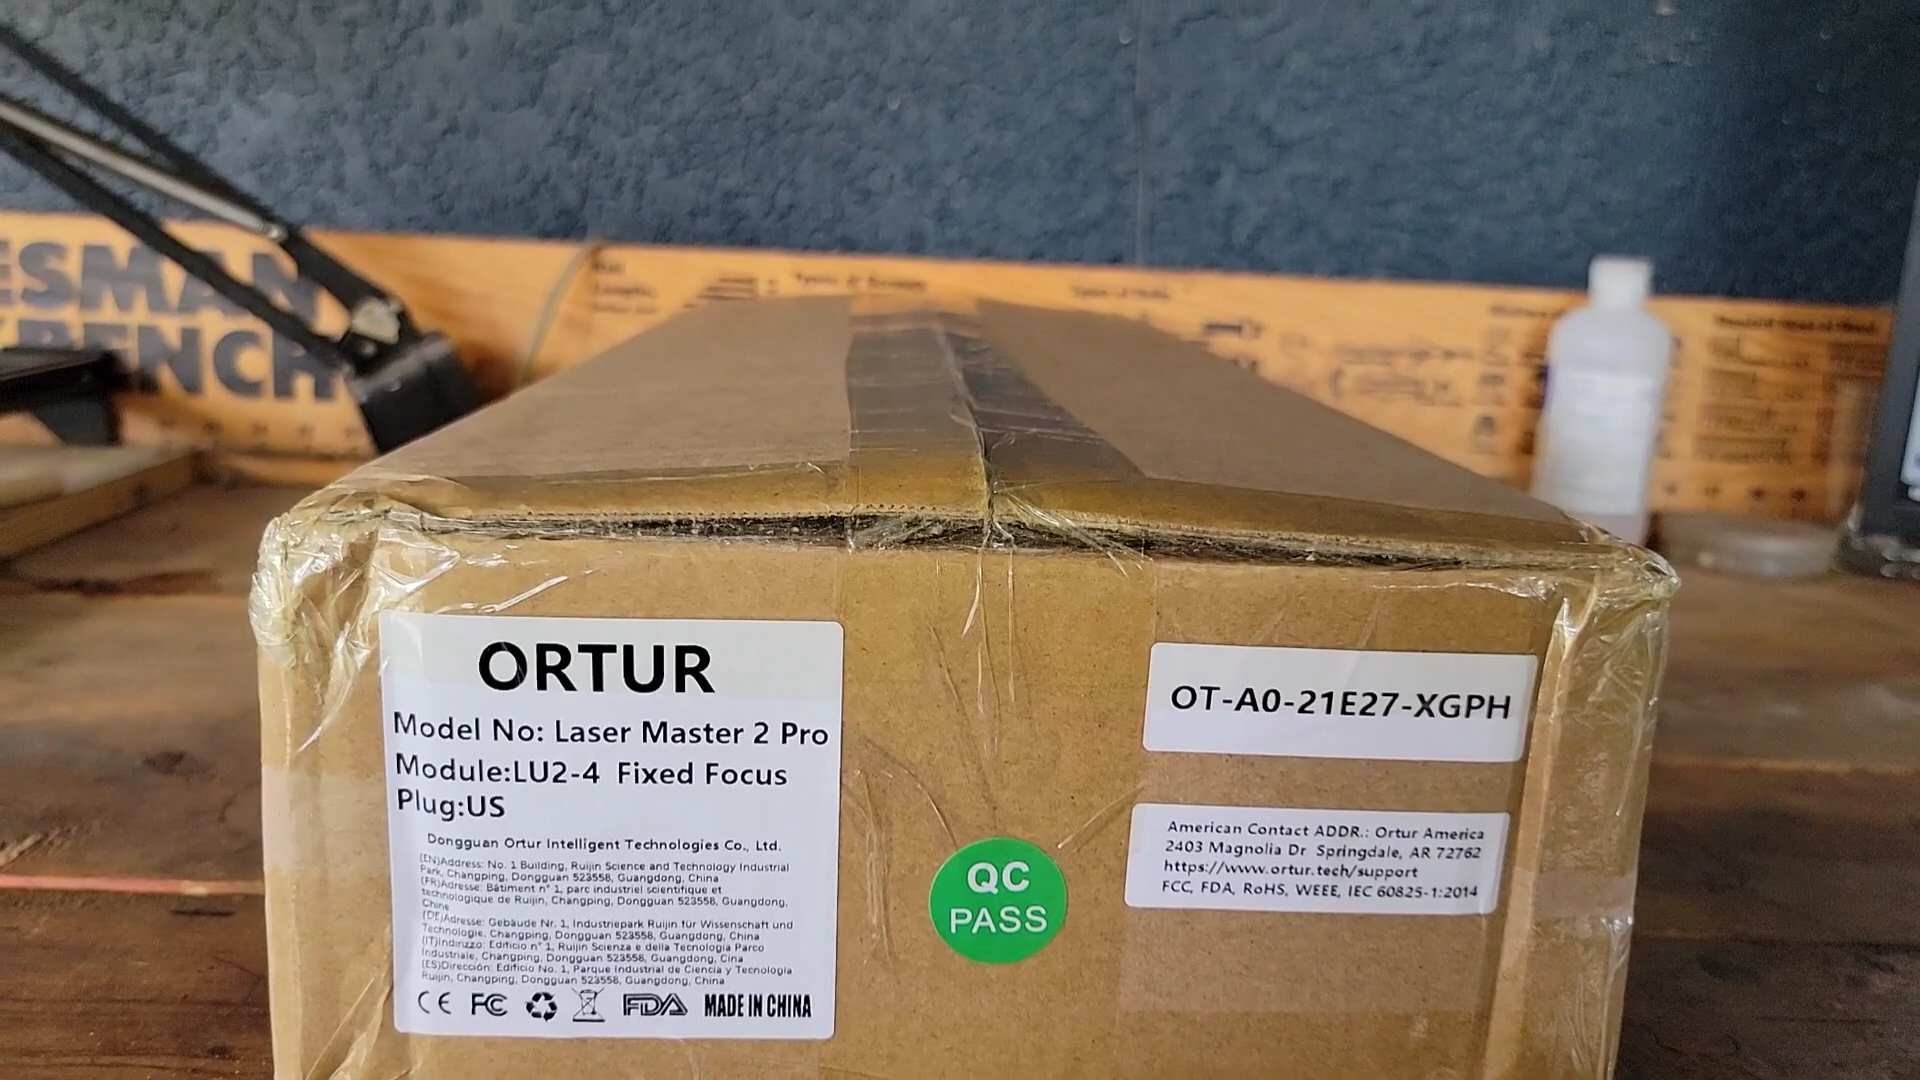 ESMAN
BENCH
ORTUR
Model No: Laser Master 2 Pro
Module:LU2-4 Fixed Focus
Plug:US
Dongguan Ortur Intelligent Technologies Co., Ltd.
(EN)Address: No. 1 Building, Ruijin Science and Technology Industrial
Park, Changping, Dongguan 523558, Guangdong, China
(FR)Adresse: Bâtiment n° 1, parc industriel scientifique et
technologique de Ruijin, Changping, Dongguan 523558, Guangdong,
Chine
(DE)Adresse: Gebäude Nr. 1, Industriepark Ruijin für Wissenschaft und
Technologie, Changping, Dongguan 523558, Guangdong, China
(IT)Indirizzo: Edificio n° 1, Ruijin Scienza e della Tecnologia Parco
Industriale, Changping, Dongguan 523558, Guangdong, Cina
(ES)Dirección: Edificio No. 1, Parque Industrial de Ciencia y Tecnología
Ruijin, Changping, Dongguan 523558, Guangdong, China
CE FC FDA MADE IN CHINA
QC
PASS
OT-A0-21E27-XGPH
American Contact ADDR.: Ortur America
2403 Magnolia Dr Springdale, AR 72762
https://www.ortur.tech/support
FCC, FDA, RoHS, WEEE, IEC 60825-1:2014